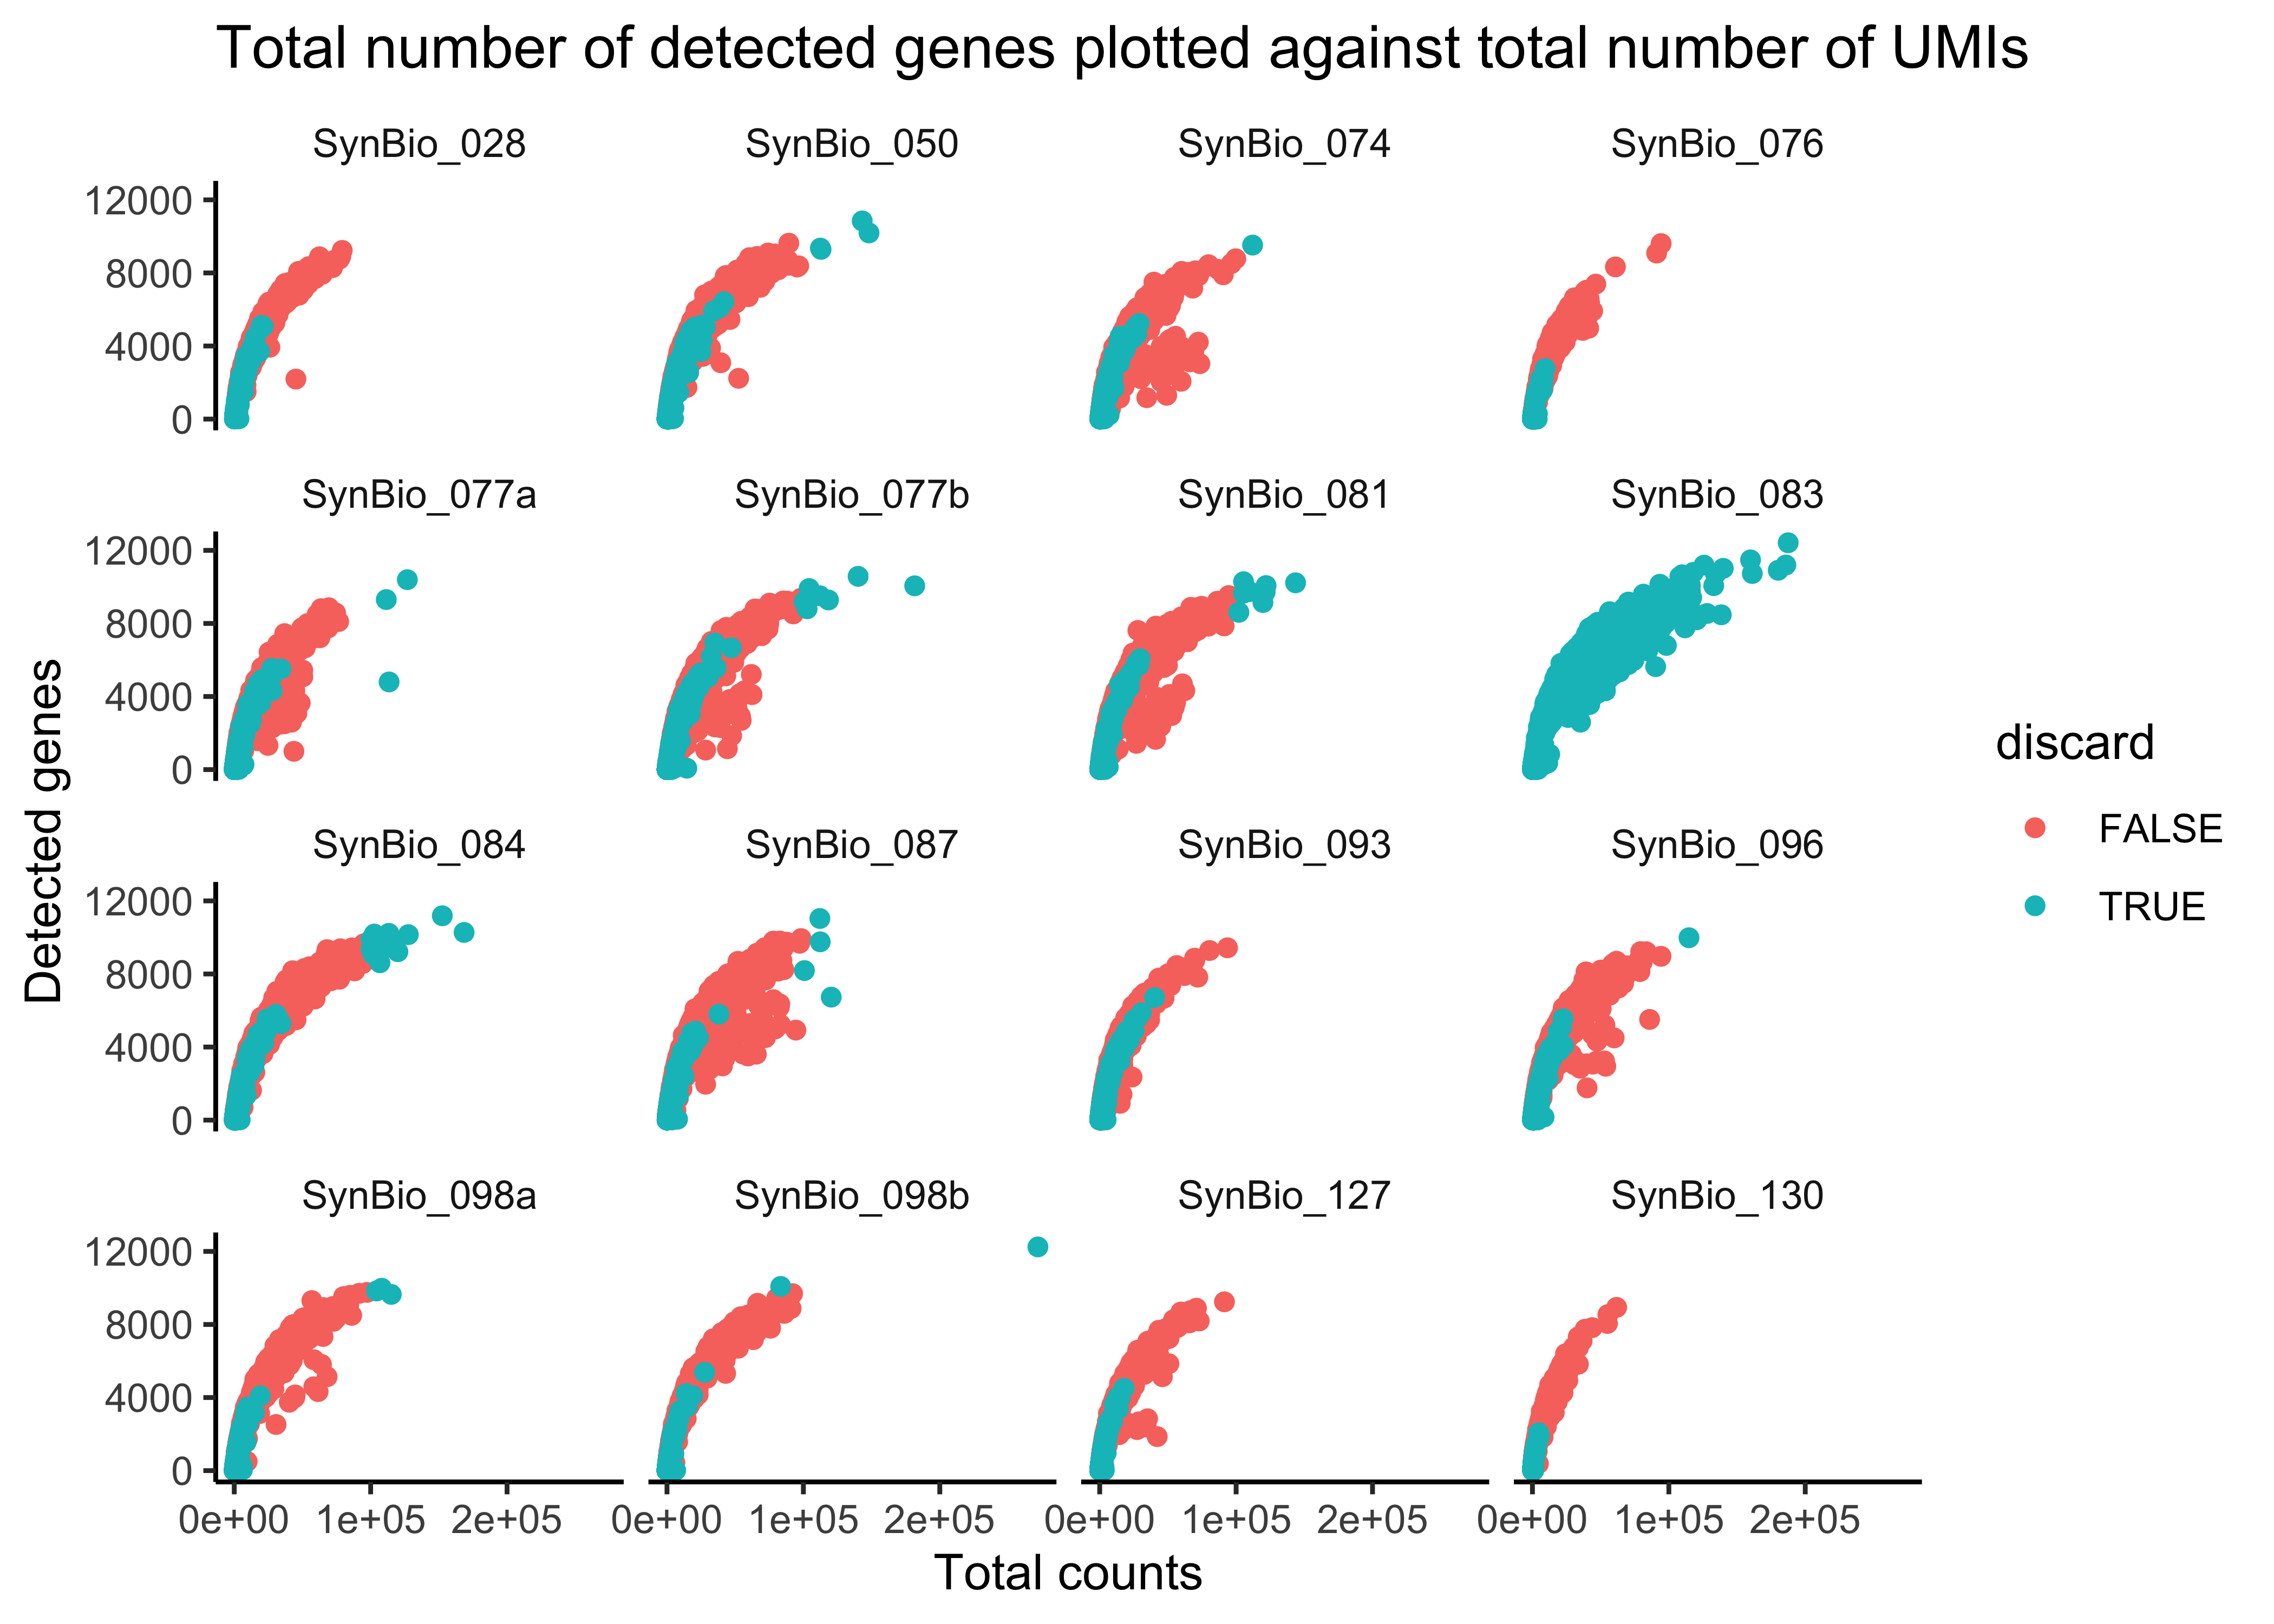 Total number of detected genes plotted against total number of UMIs
SynBio_028 SynBio_050 SynBio_074 SynBio_076
12000
8000
4000
0
SynBio_077a SynBio_077b SynBio_081 SynBio_083
12000
8000
4000
0
SynBio_084 SynBio_087 SynBio_093 SynBio_096
12000
8000
4000
0
SynBio_098a SynBio_098b SynBio_127 SynBio_130
12000
8000
4000
0
0e+00 1e+05 2e+05 0e+00 1e+05 2e+05 0e+00 1e+05 2e+05 0e+00 1e+05 2e+05
Total counts
Detected genes
discard
FALSE
TRUE